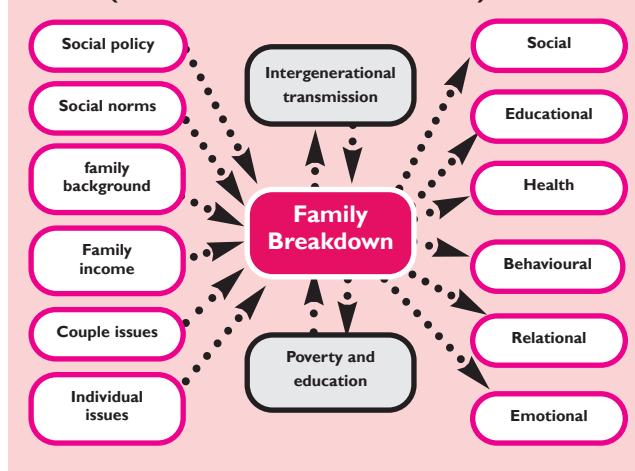 Social policy
Social norms
family
background
Family
income
Couple issues
Individual
issues
Intergenerational
transmission
Family
Breakdown
Poverty and
education
Social
Educational
Health
Behavioural
Relational
Emotional